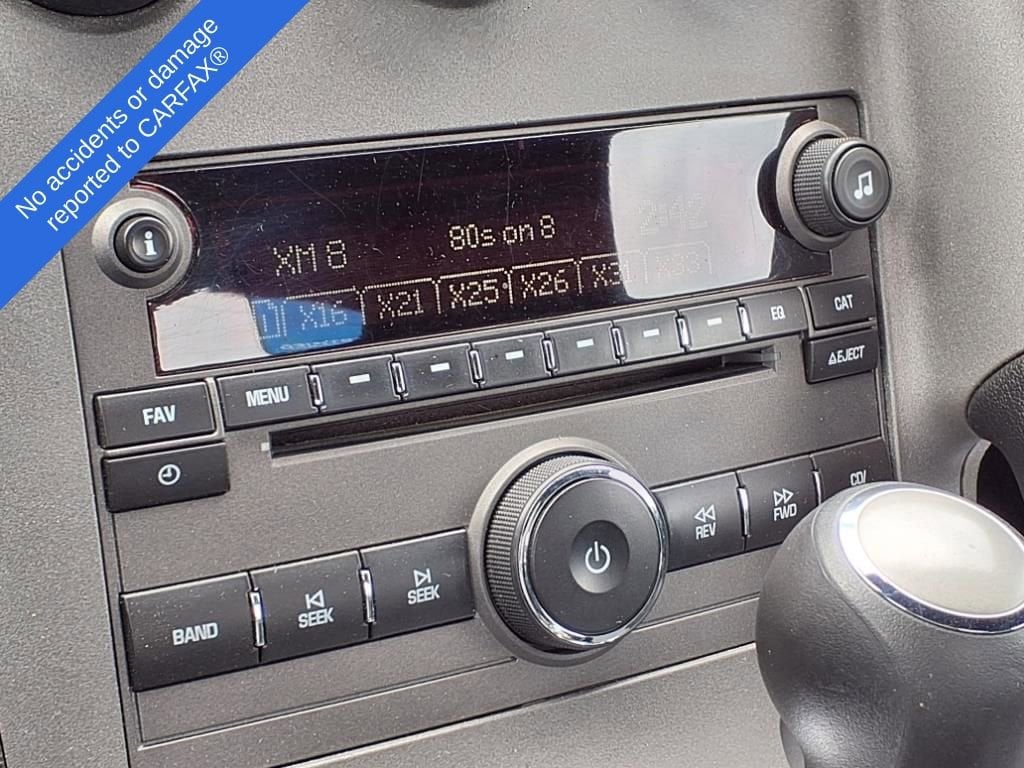 No accidents or damage
reported to CARFAX®
XM 8
80s on 8
X16 X21 X25 X26
i
EQ
CAT
EJECT
MENU
FAV
REV
FWD
CD/
SEEK
SEEK
BAND